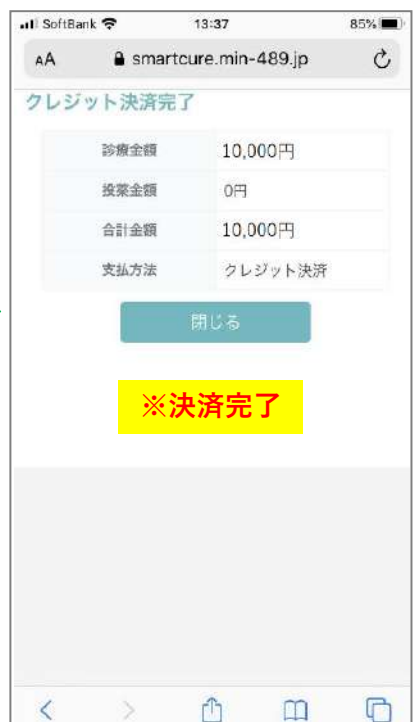 SoftBank 13:37 85%
AA smartcure.min-489.jp
クレジット決済完了
診療金額 10,000円
投薬金額 0円
合計金額 10,000円
支払方法 クレジット決済
閉じる
※決済完了